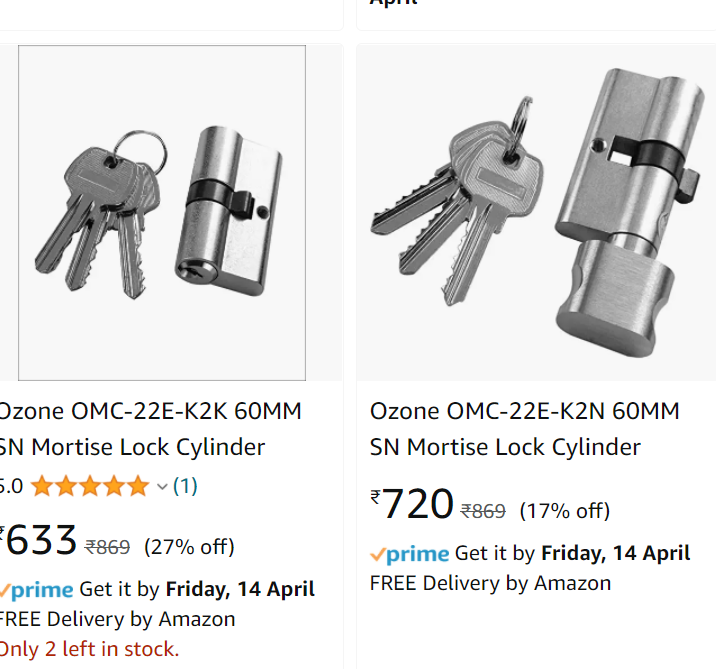 April
Ozone OMC-22E-K2K 60MM
SN Mortise Lock Cylinder
5.0 (1)
₹633 ₹869 (27% off)
prime Get it by Friday, 14 April
FREE Delivery by Amazon
Only 2 left in stock.
Ozone OMC-22E-K2N 60MM
SN Mortise Lock Cylinder
₹720 ₹869 (17% off)
prime Get it by Friday, 14 April
FREE Delivery by Amazon